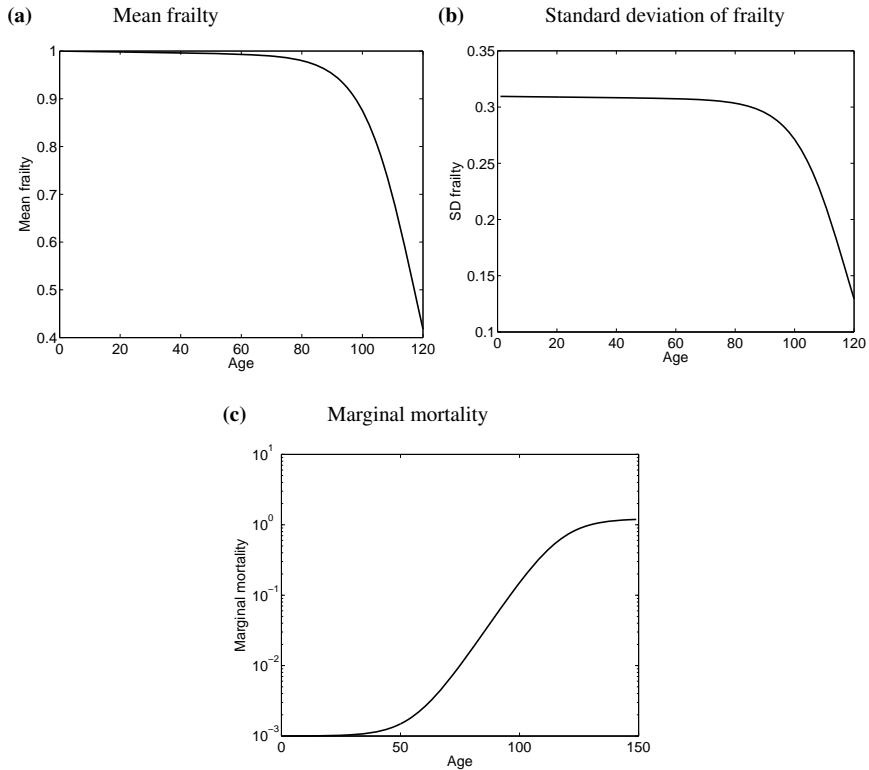 (a) Mean frailty
1
0.9
0.8
0.7
0.6
0.5
0.4
0 20 40 60 80 100 120
Mean frailty
Age
(b) Standard deviation of frailty
0.35
0.3
0.25
0.2
0.15
0.1
0 20 40 60 80 100 120
SD frailty
Age
(c) Marginal mortality
10^1
10^0
10^−1
10^−2
10^−3
0 50 100 150
Marginal mortality
Age